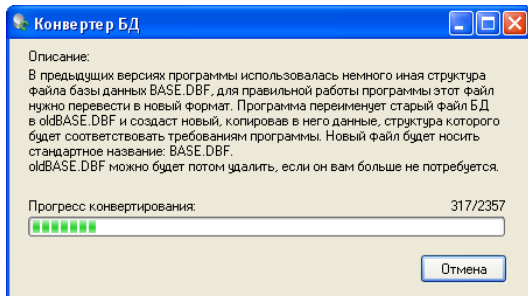 Конвертер БД
Описание:
В предыдущих версиях программы использовалась немного иная структура
файла базы данных BASE.DBF, для правильной работы программы этот файл
нужно перевести в новый формат. Программа переименует старый файл БД
в oldBASE.DBF и создаст новый, копировав в него данные, структура которого
будет соответствовать требованиям программы. Новый файл будет носить
стандартное название: BASE.DBF.
oldBASE.DBF можно будет потом удалить, если он вам больше не потребуется.
Прогресс конвертирования: 317/2357
Отмена